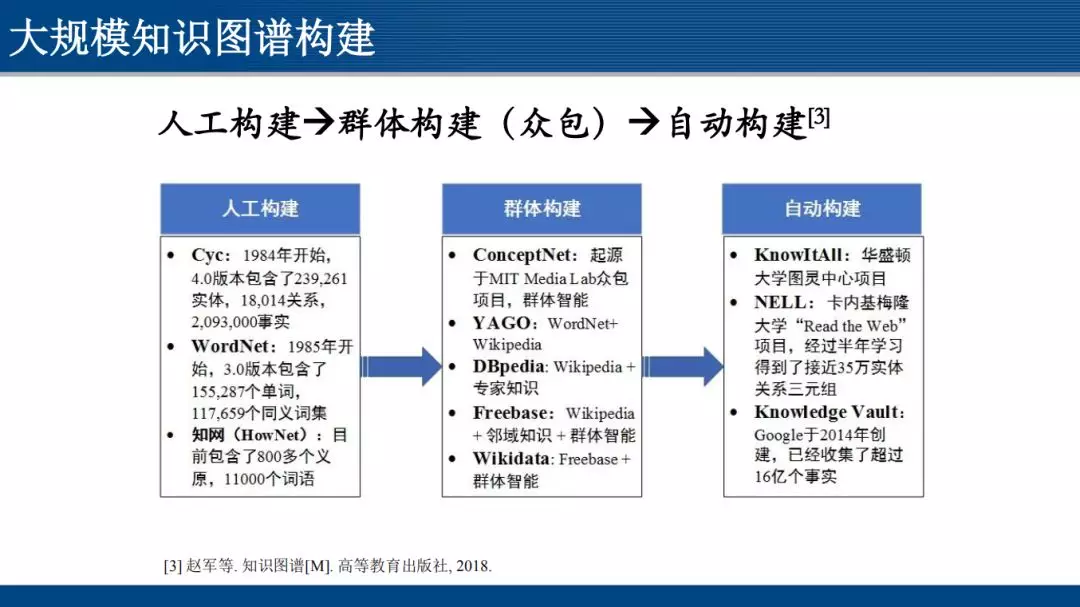 大规模知识图谱构建
人工构建→群体构建（众包）→自动构建[3]
人工构建
• Cyc：1984年开始，
4.0版本包含了239,261
实体，18,014关系，
2,093,000事实
• WordNet：1985年开
始，3.0版本包含了
155,287个单词，
117,659个同义词集
• 知网（HowNet）：目
前包含了800多个义
原，11000个词语
群体构建
• ConceptNet：起源
于MIT Media Lab众包
项目，群体智能
• YAGO：WordNet+
Wikipedia
• DBpedia: Wikipedia +
专家知识
• Freebase：Wikipedia
+ 邻域知识 + 群体智能
• Wikidata: Freebase +
群体智能
自动构建
• KnowItAll：华盛顿
大学图灵中心项目
• NELL：卡内基梅隆
大学“Read the Web”
项目，经过半年学习
得到了接近35万实体
关系三元组
• Knowledge Vault：
Google于2014年创
建，已经收集了超过
16亿个事实
[3] 赵军等. 知识图谱[M]. 高等教育出版社, 2018.